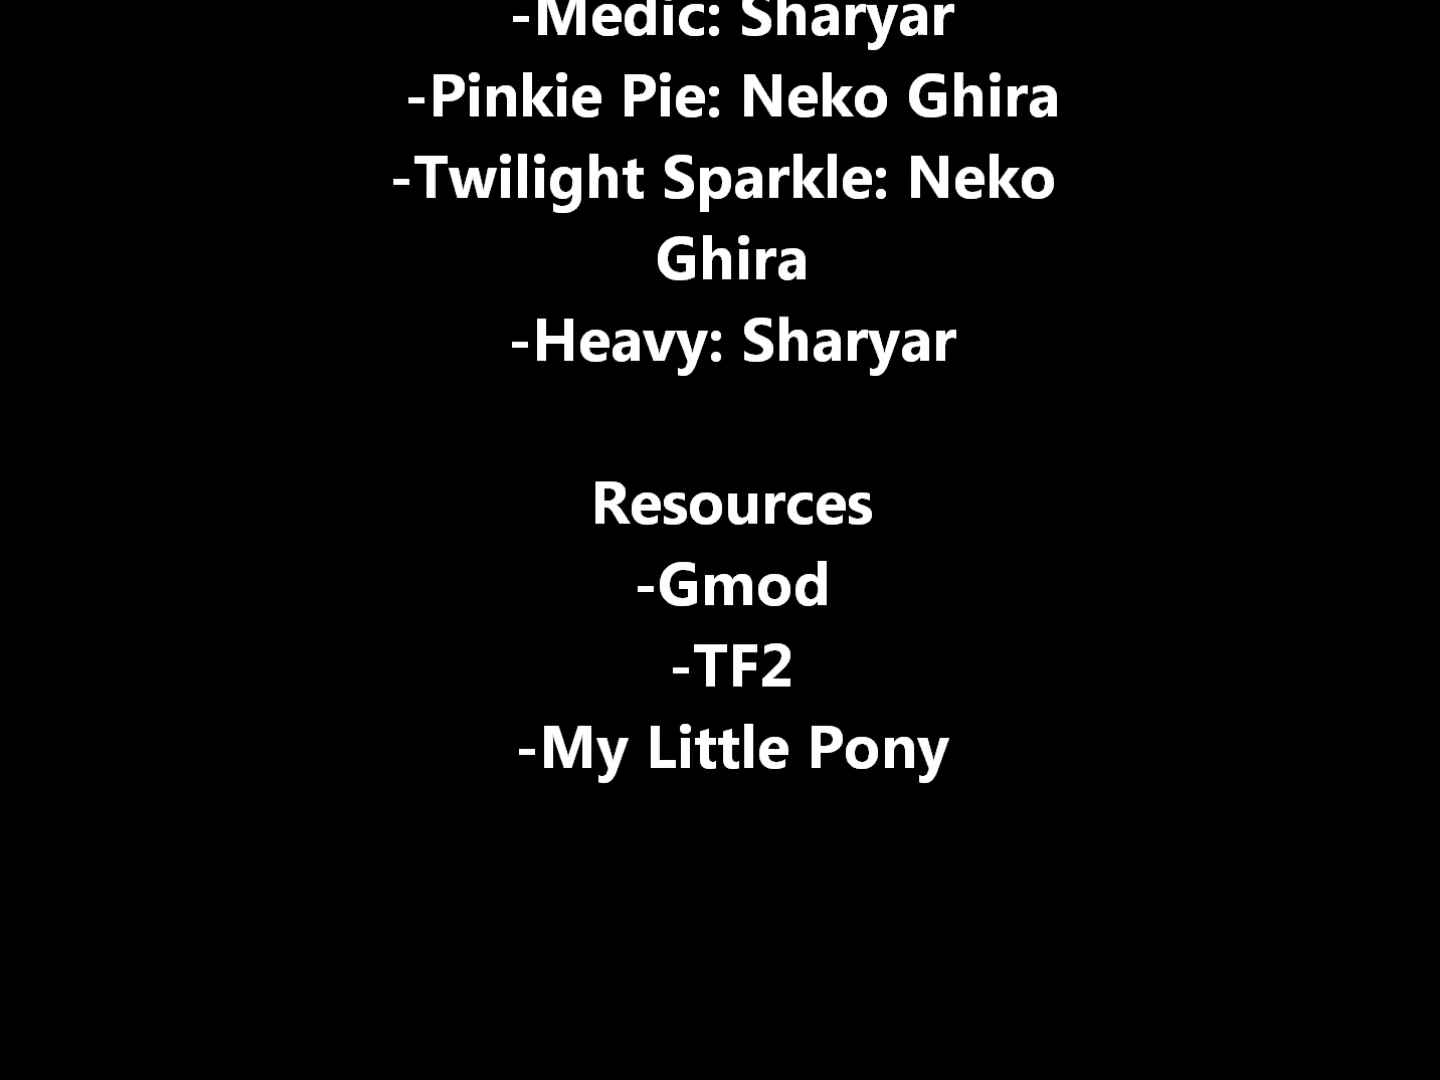 -Medic: Sharyar
-Pinkie Pie: Neko Ghira
-Twilight Sparkle: Neko
Ghira
-Heavy: Sharyar
Resources
-Gmod
-TF2
-My Little Pony